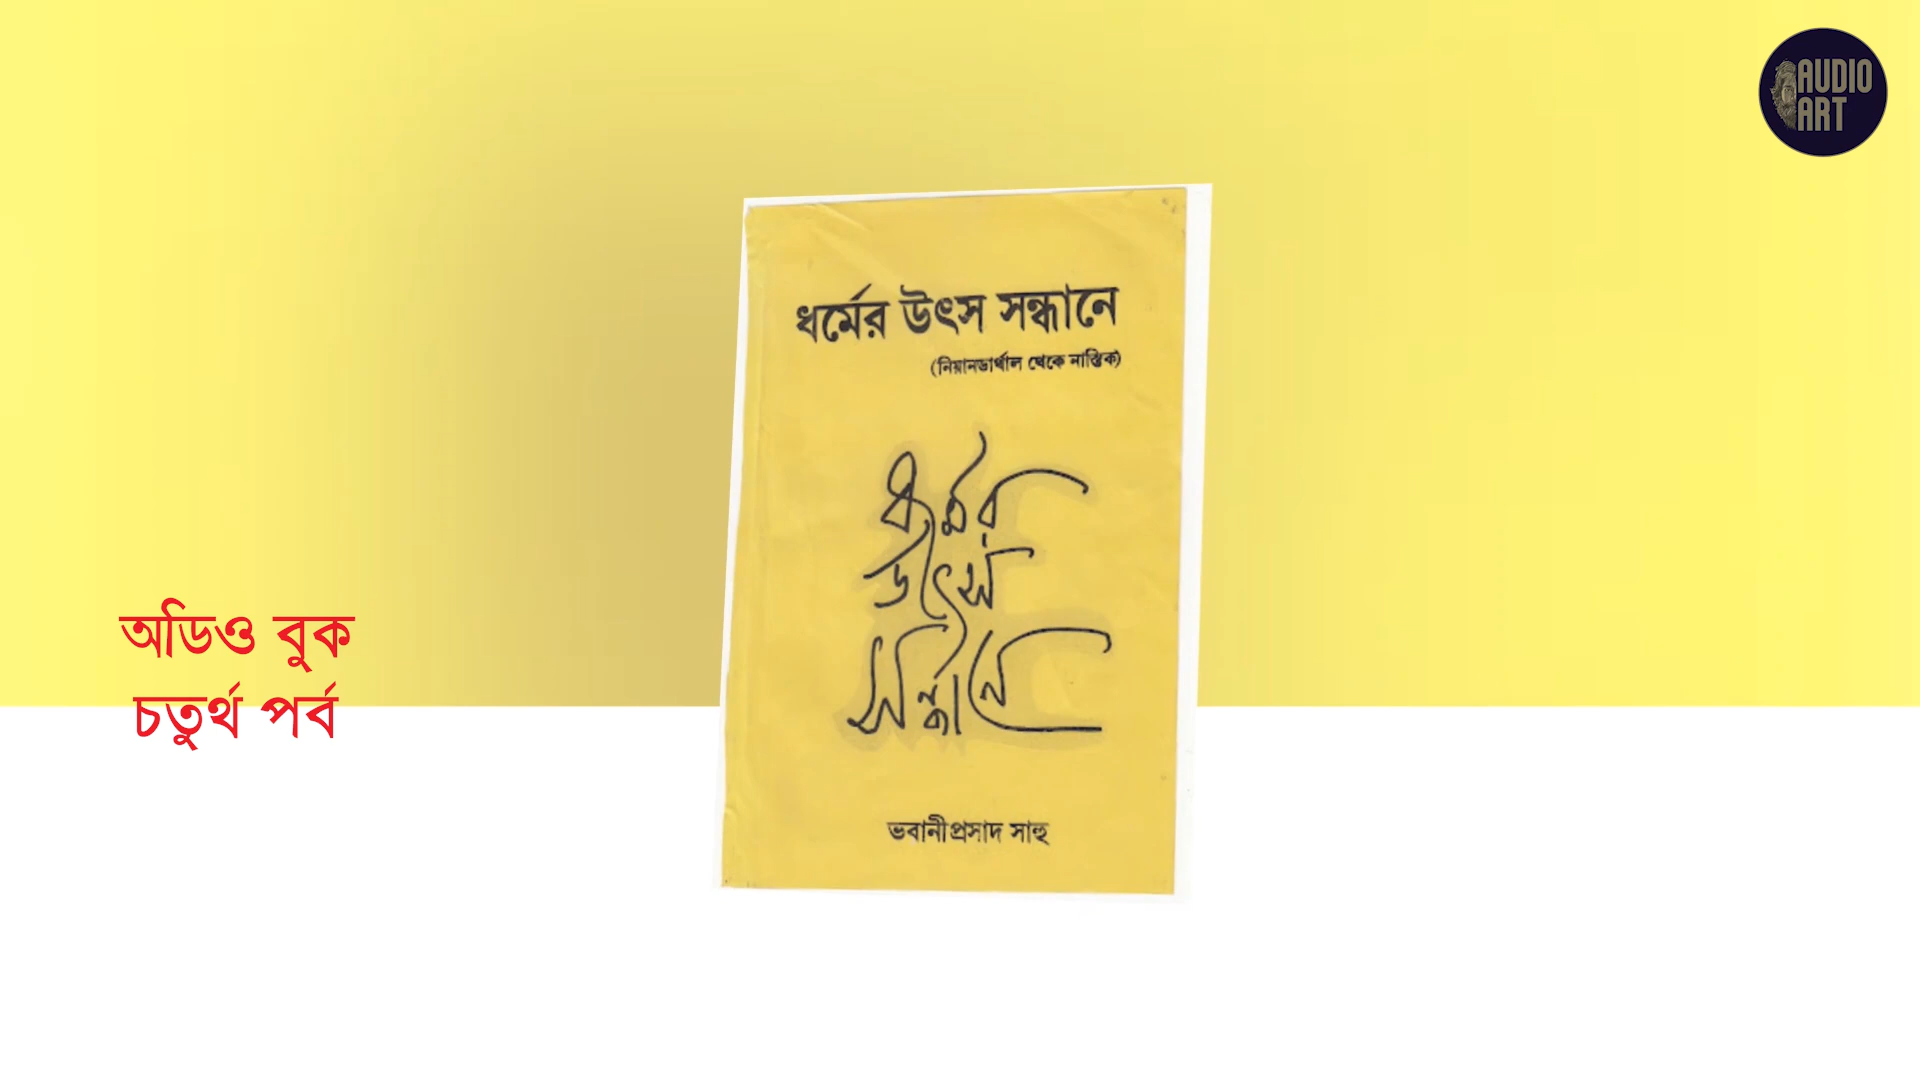 AUDIO
ART
ধর্মের উৎস সন্ধানে
(নিয়ানডার্থাল থেকে নাস্তিক)
ধর্মের
উৎস
সন্ধানে
অডিও বুক
চতুর্থ পর্ব
ভবানীপ্রসাদ সাহু